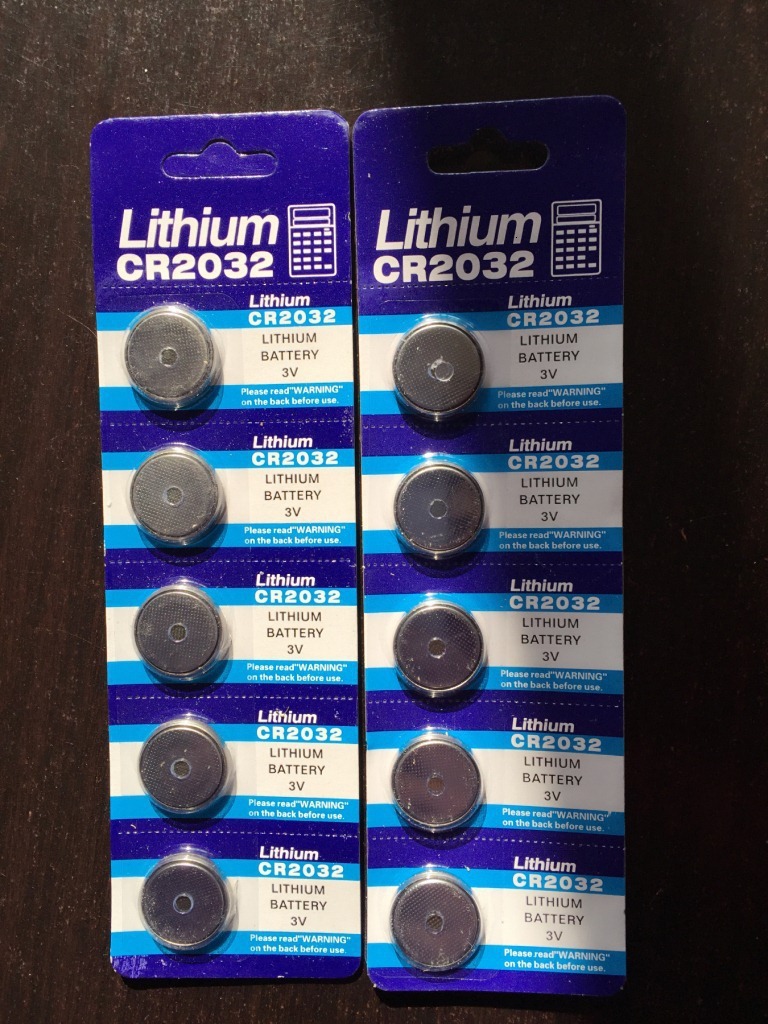 Lithium
CR2032
Lithium
CR2032
LITHIUM
BATTERY
3V
Please read"WARNING"
on the back before use.
Lithium
CR2032
LITHIUM
BATTERY
3V
Please read"WARNING"
on the back before use.
Lithium
CR2032
LITHIUM
BATTERY
3V
Please read"WARNING"
on the back before use.
Lithium
CR2032
LITHIUM
BATTERY
3V
Please read"WARNING"
on the back before use.
Lithium
CR2032
LITHIUM
BATTERY
3V
Please read"WARNING"
on the back before use.
Lithium
CR2032
Lithium
CR2032
LITHIUM
BATTERY
3V
Please read"WARNING"
on the back before use.
Lithium
CR2032
LITHIUM
BATTERY
3V
Please read"WARNING"
on the back before use.
Lithium
CR2032
LITHIUM
BATTERY
3V
Please read"WARNING"
on the back before use.
Lithium
CR2032
LITHIUM
BATTERY
3V
Please read"WARNING"
on the back before use.
Lithium
CR2032
LITHIUM
BATTERY
3V
Please read"WARNING"
on the back before use.